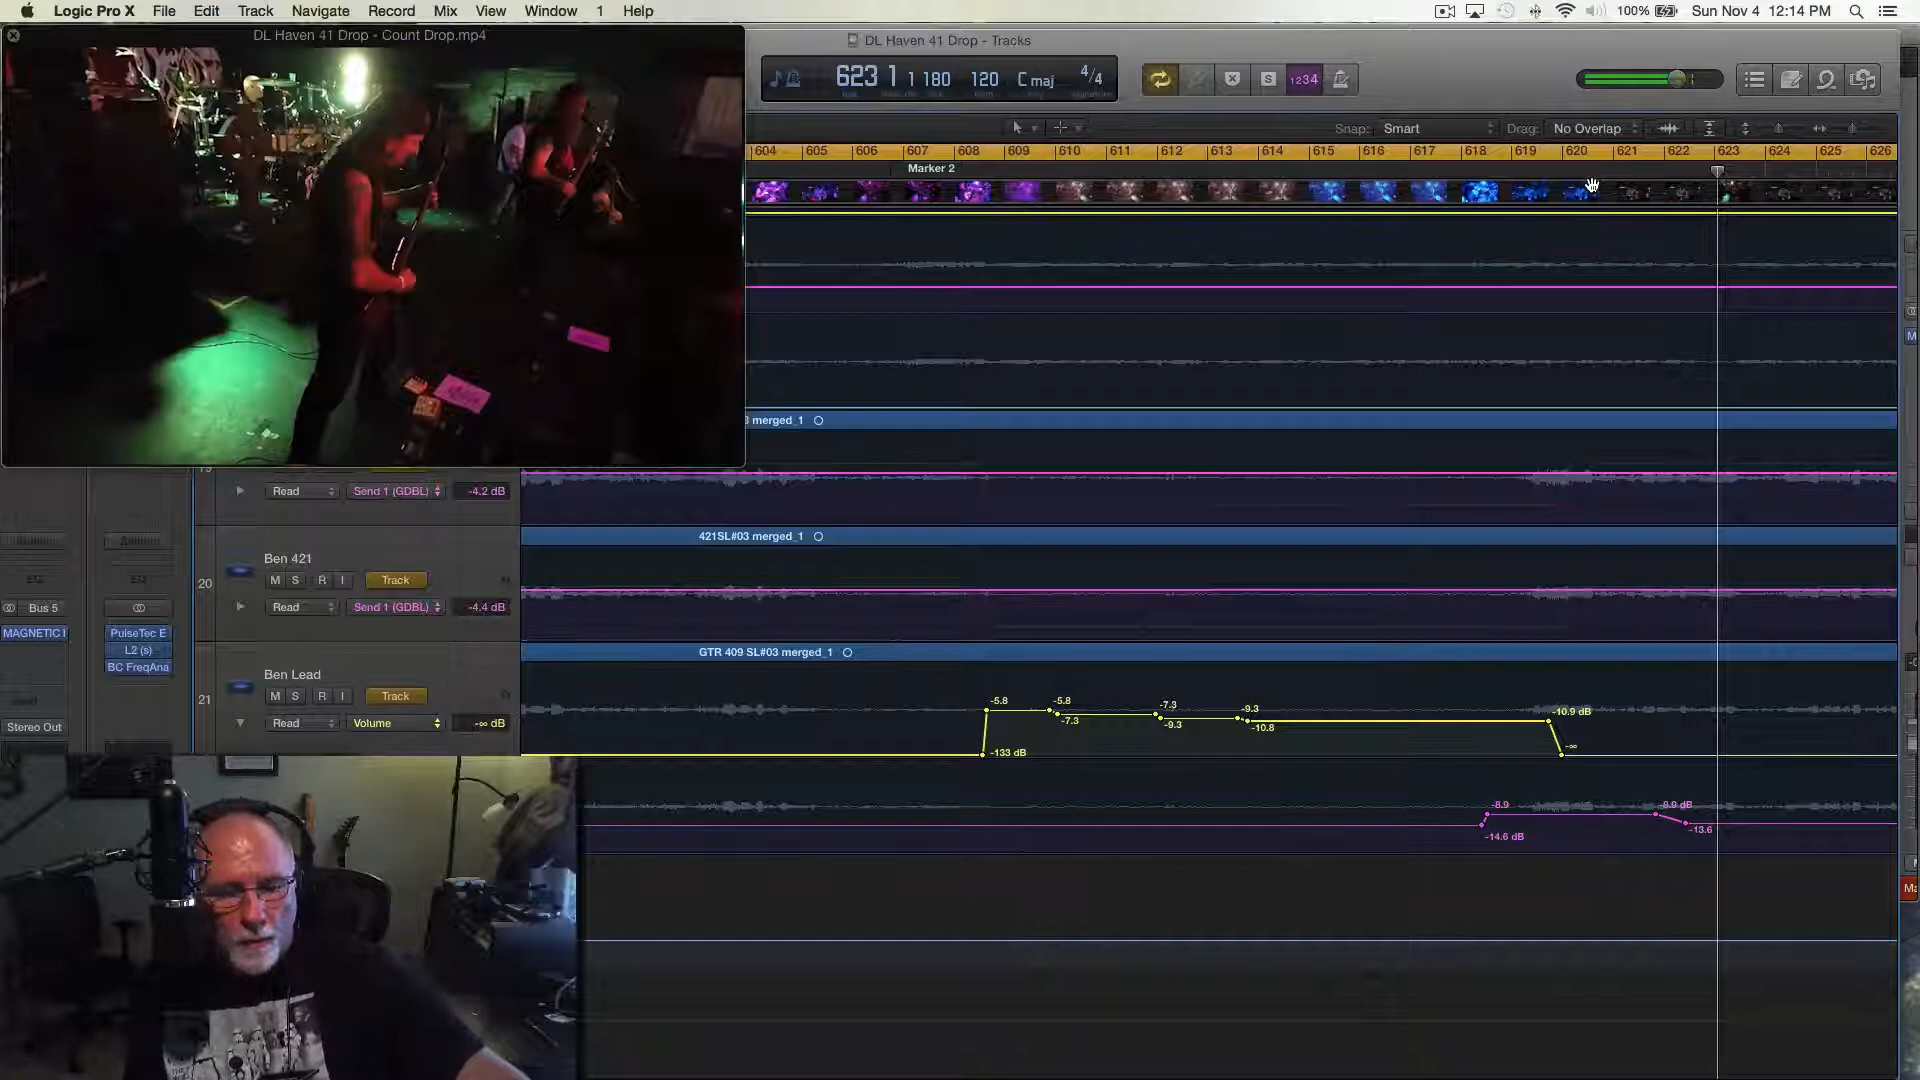 Logic Pro X File Edit Track Navigate Record Mix View Window 1 Help 100% Sun Nov 4 12:14 PM
DL Haven 41 Drop - Count Drop.mp4
DL Haven 41 Drop - Tracks
623 1 1 180 120 C maj 4/4
S 1234
Snap: Smart Drag: No Overlap
604 605 606 607 608 609 610 611 612 613 614 615 616 617 618 619 620 621 622 623 624 625 626
Marker 2
3 merged_1
Read Send 1 (GDBL) -4.2 dB
421SL#03 merged_1
Ben 421
20 M S R I Track
Read Send 1 (GDBL) -4.4 dB
Bus 5
MAGNETIC I PulseTec E
L2 (s)
BC FreqAna
GTR 409 SL#03 merged_1
Ben Lead
21 M S R I Track
Read Volume -∞ dB
Stereo Out
-5.8 -5.8 -7.3 -9.3 -10.9 dB
-7.3 -9.3 -10.8
-133 dB -∞
-8.9 -8.9 dB
-14.6 dB -13.6